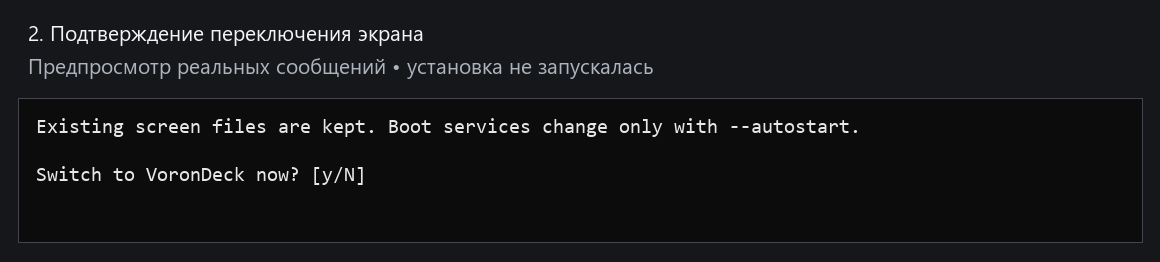 2. Подтверждение переключения экрана
Предпросмотр реальных сообщений • установка не запускалась
Existing screen files are kept. Boot services change only with --autostart.
Switch to VoronDeck now? [y/N]